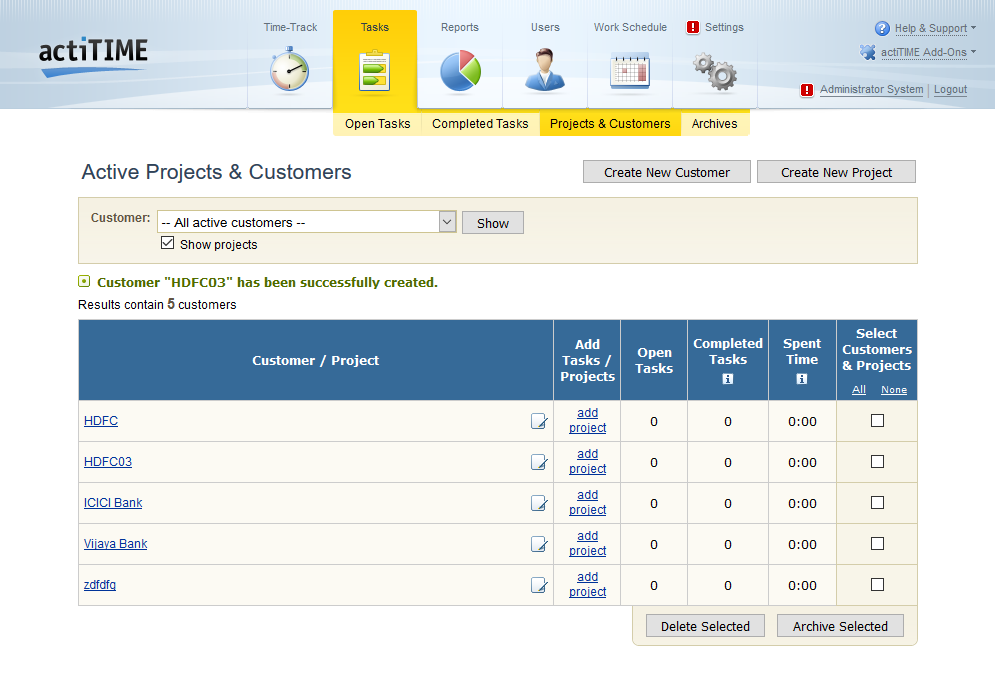 actiTIME
Time-Track
Tasks
Reports
Users
Work Schedule
! Settings
? Help & Support
actiTIME Add-Ons
! Administrator System | Logout
Open Tasks
Completed Tasks
Projects & Customers
Archives
Active Projects & Customers
Create New Customer
Create New Project
Customer:
-- All active customers --
Show
Show projects
Customer "HDFC03" has been successfully created.
Results contain 5 customers
Customer / Project
Add
Tasks /
Projects
Open
Tasks
Completed
Tasks
i
Spent
Time
i
Select
Customers
& Projects
All None
HDFC
add
project
0 0 0:00
HDFC03
add
project
0 0 0:00
ICICI Bank
add
project
0 0 0:00
Vijaya Bank
add
project
0 0 0:00
zdfdfg
add
project
0 0 0:00
Delete Selected
Archive Selected